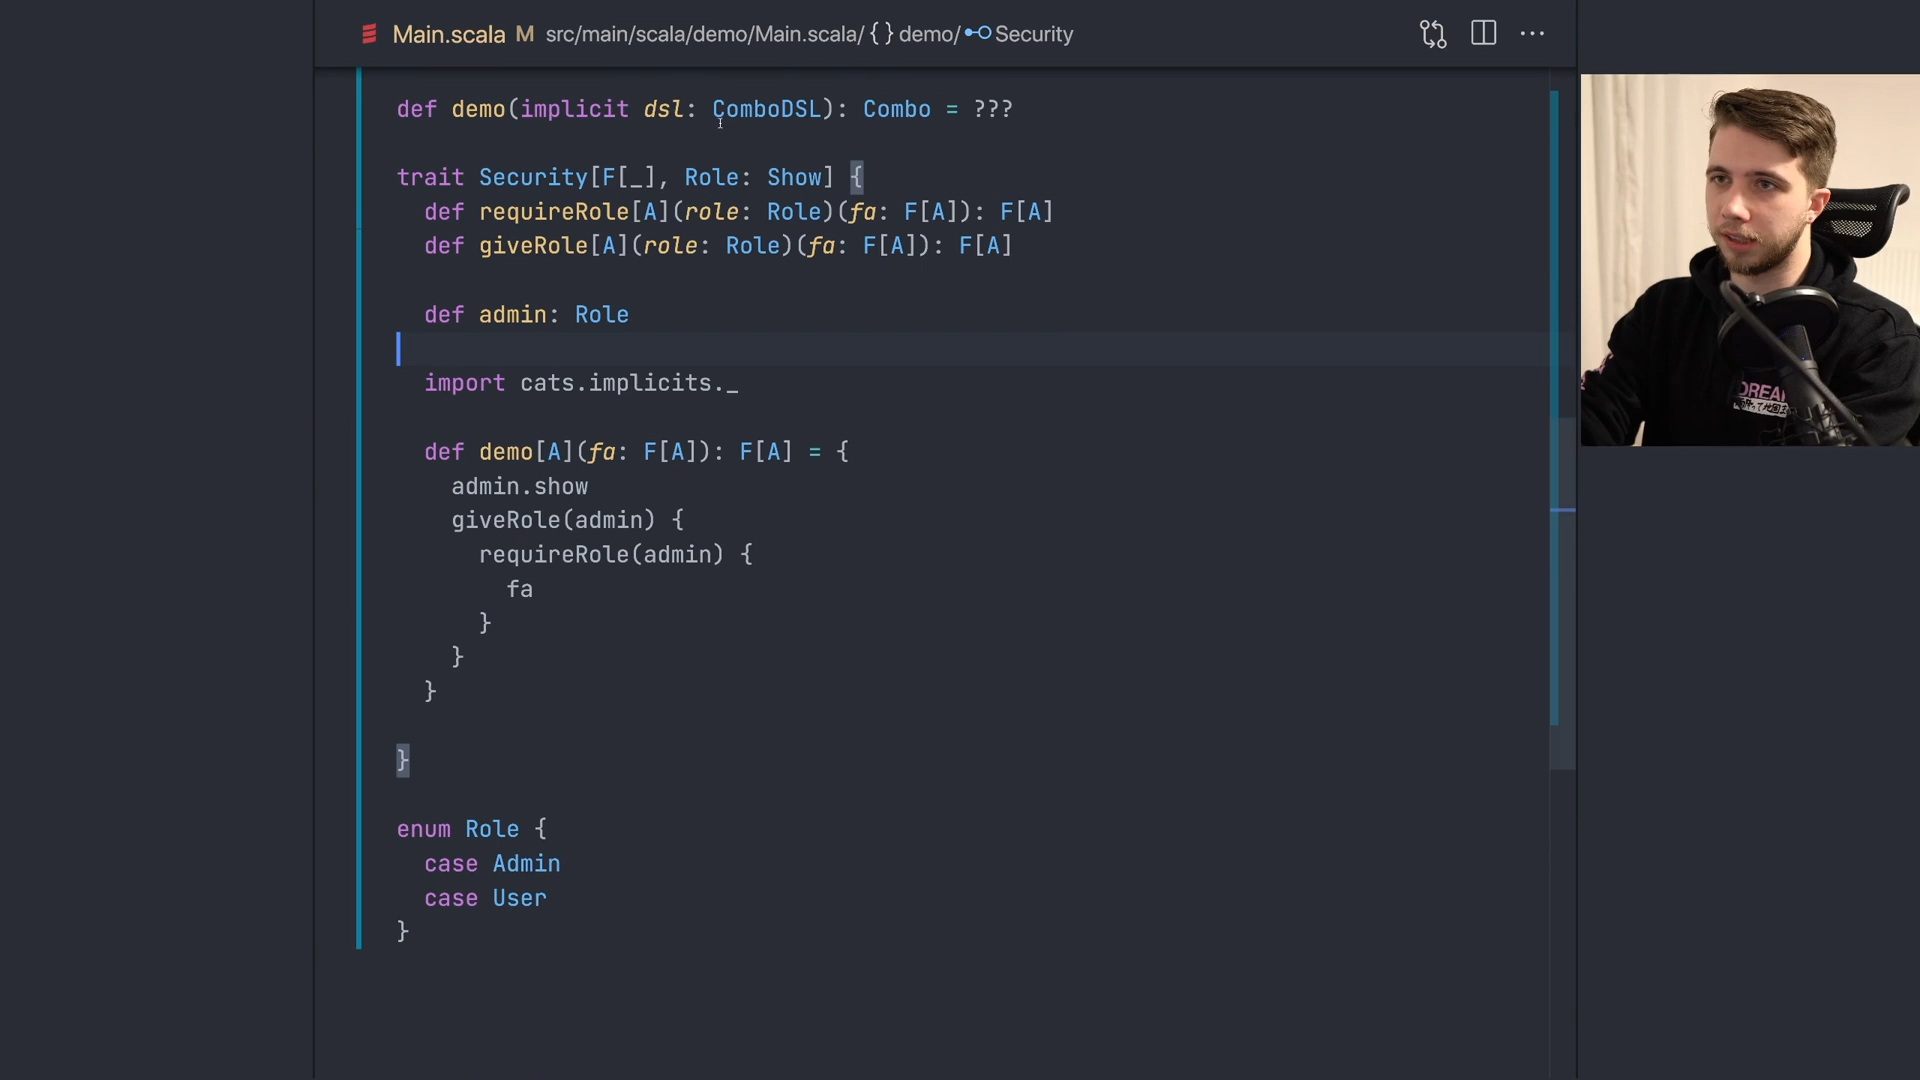 Main.scala M src/main/scala/demo/Main.scala/{} demo/Security
def demo(implicit dsl: ComboDSL): Combo = ???
trait Security[F[_], Role: Show] {
def requireRole[A](role: Role)(fa: F[A]): F[A]
def giveRole[A](role: Role)(fa: F[A]): F[A]
def admin: Role
import cats.implicits._
def demo[A](fa: F[A]): F[A] = {
admin.show
giveRole(admin) {
requireRole(admin) {
fa
}
}
}
}
enum Role {
case Admin
case User
}
DREA